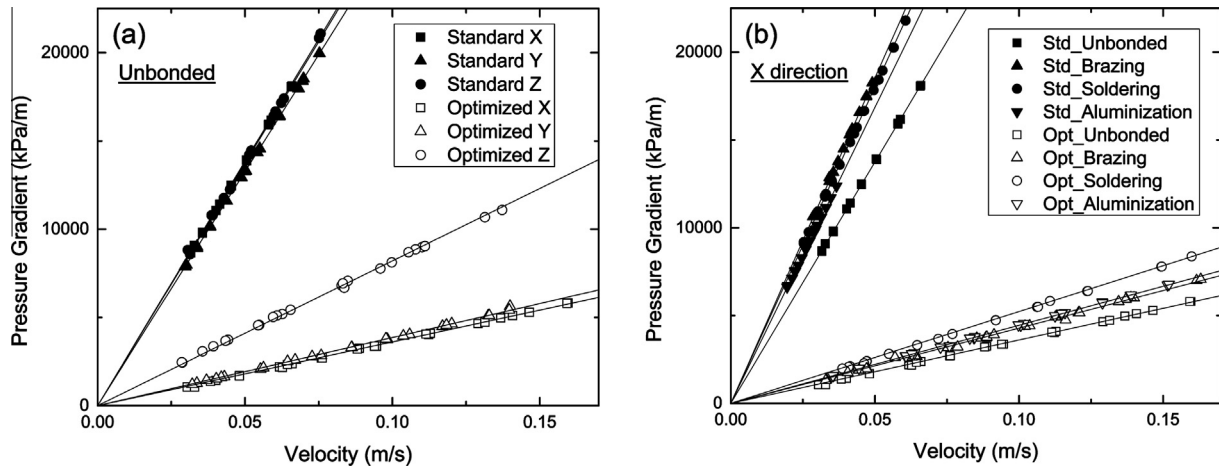 (a)
Unbonded
Standard X
Standard Y
Standard Z
Optimized X
Optimized Y
Optimized Z
20000
10000
0
Pressure Gradient (kPa/m)
0.00 0.05 0.10 0.15
Velocity (m/s)
(b)
X direction
Std_Unbonded
Std_Brazing
Std_Soldering
Std_Aluminization
Opt_Unbonded
Opt_Brazing
Opt_Soldering
Opt_Aluminization
20000
10000
0
Pressure Gradient (kPa/m)
0.00 0.05 0.10 0.15
Velocity (m/s)